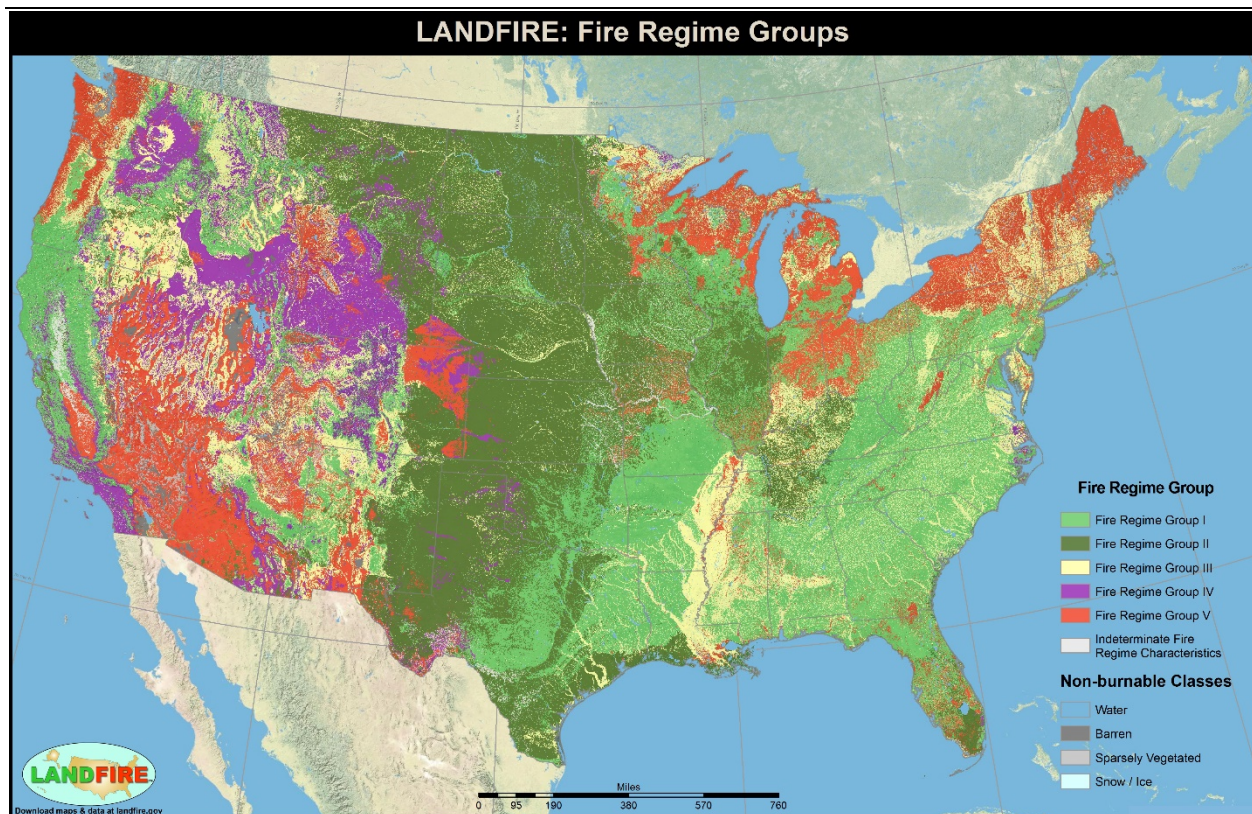 LANDFIRE: Fire Regime Groups
Fire Regime Group
Fire Regime Group I
Fire Regime Group II
Fire Regime Group III
Fire Regime Group IV
Fire Regime Group V
Indeterminate Fire
Regime Characteristics
Non-burnable Classes
Water
Barren
Sparsely Vegetated
Snow / Ice
LANDFIRE
Download maps & data at landfire.gov
Miles
0 95 190 380 570 760